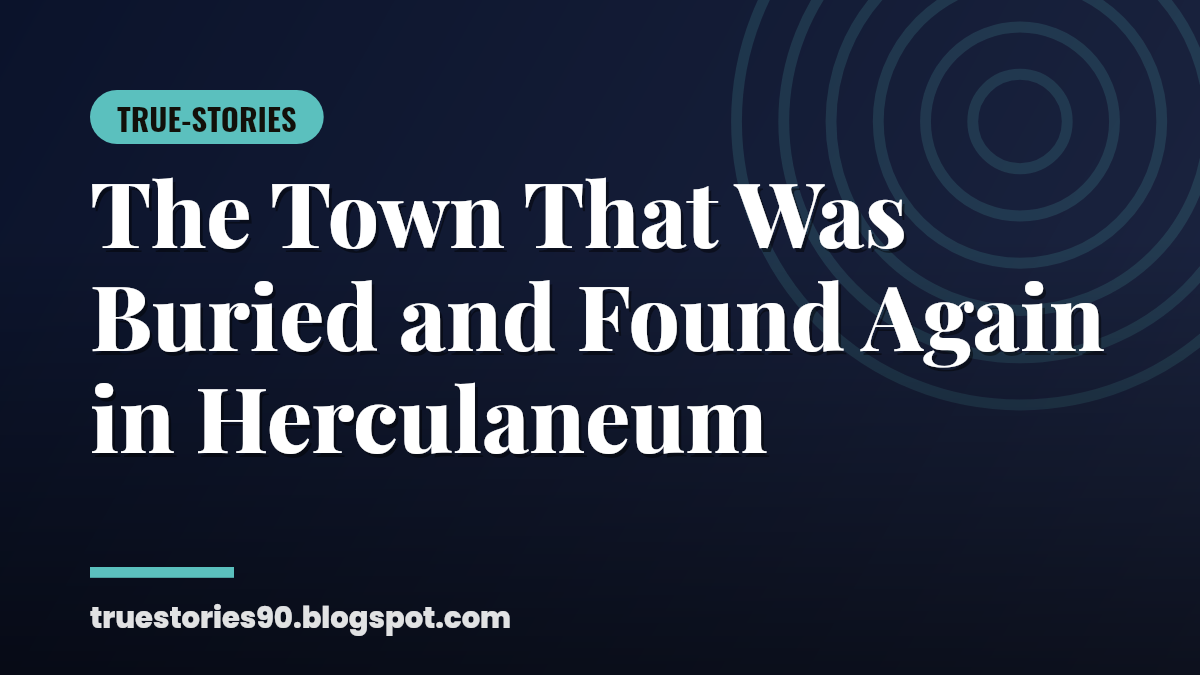 TRUE-STORIES
The Town That Was
Buried and Found Again
in Herculaneum
truestories90.blogspot.com